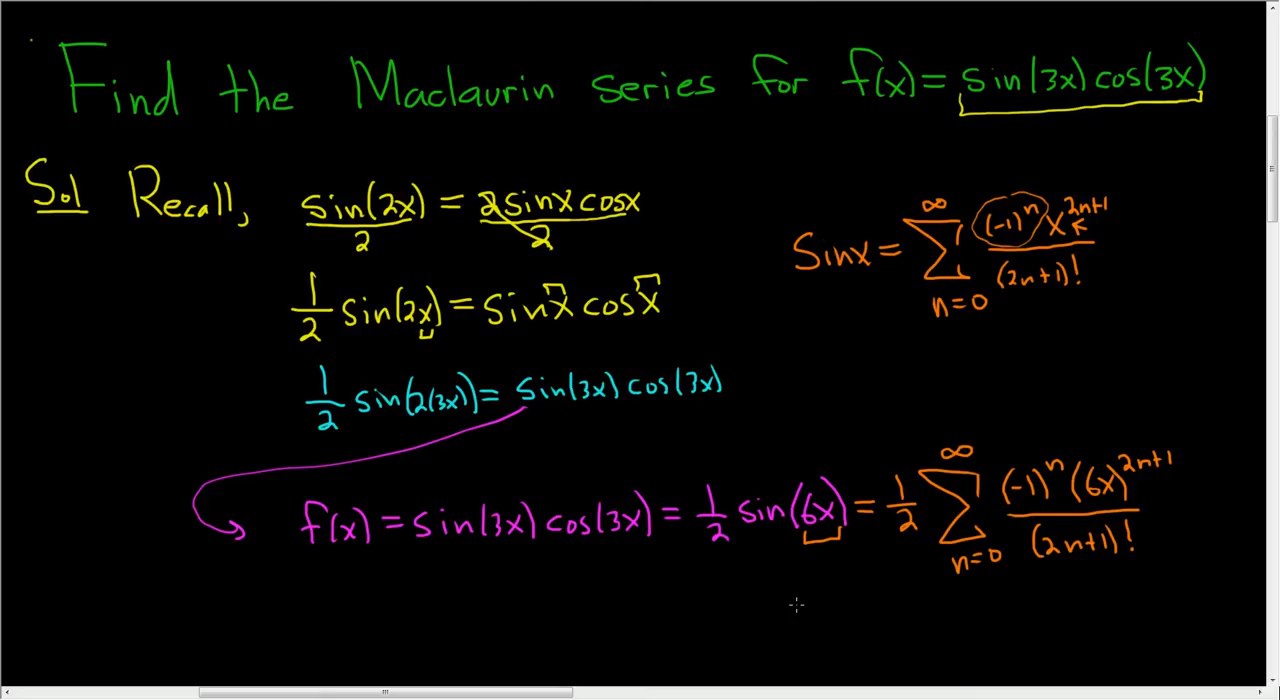 Find the Maclaurin series for f(x) = sin(3x) cos(3x)
Sol Recall, sin(2x)/2 = 2sinx cosx/2
1/2 sin(2x) = sinx cosx
sinx = ∞ ∑ n=0 (-1)^n x^2n+1 / (2n+1)!
1/2 sin(2(3x)) = sin(3x) cos(3x)
f(x) = sin(3x) cos(3x) = 1/2 sin(6x) = 1/2 ∞ ∑ n=0 (-1)^n (6x)^2n+1 / (2n+1)!